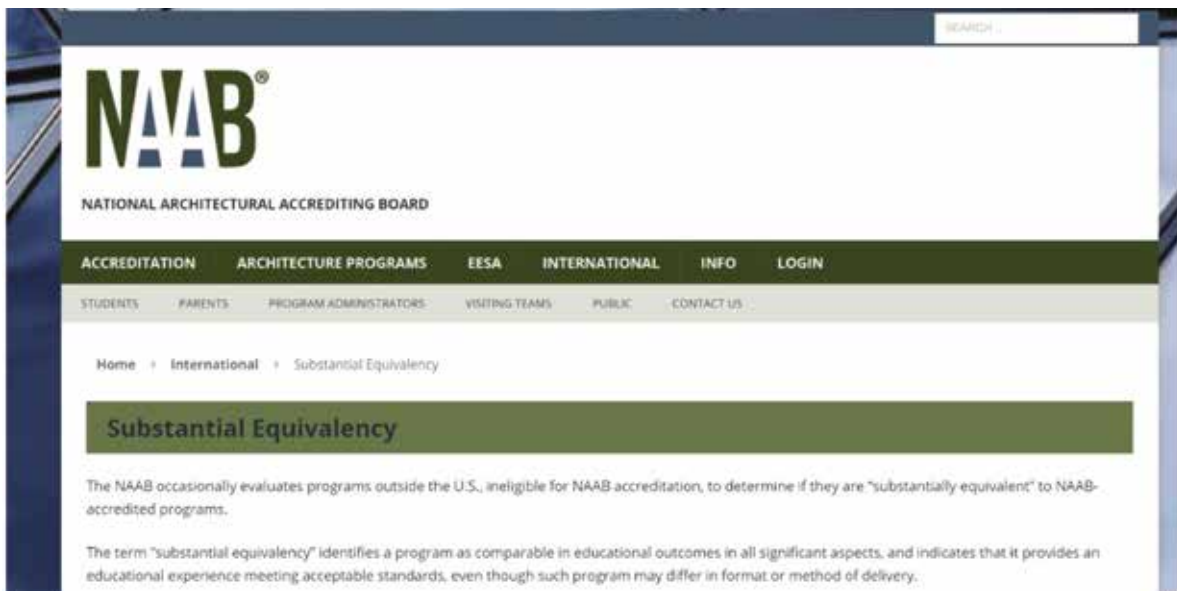 SEARCH ...
NAAB®
NATIONAL ARCHITECTURAL ACCREDITING BOARD
ACCREDITATION ARCHITECTURE PROGRAMS EESA INTERNATIONAL INFO LOGIN
STUDENTS PARENTS PROGRAM ADMINISTRATORS VISITING TEAMS PUBLIC CONTACT US
Home › International › Substantial Equivalency
Substantial Equivalency
The NAAB occasionally evaluates programs outside the U.S., ineligible for NAAB accreditation, to determine if they are "substantially equivalent" to NAAB-
accredited programs.
The term "substantial equivalency" identifies a program as comparable in educational outcomes in all significant aspects, and indicates that it provides an
educational experience meeting acceptable standards, even though such program may differ in format or method of delivery.